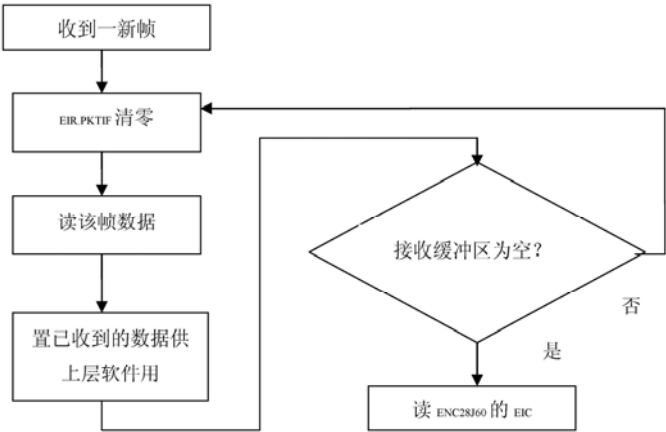 收到一新帧
EIR.PKTIF 清零
读该帧数据
置已收到的数据供
上层软件用
接收缓冲区为空?
否
是
读 ENC28J60 的 EIC